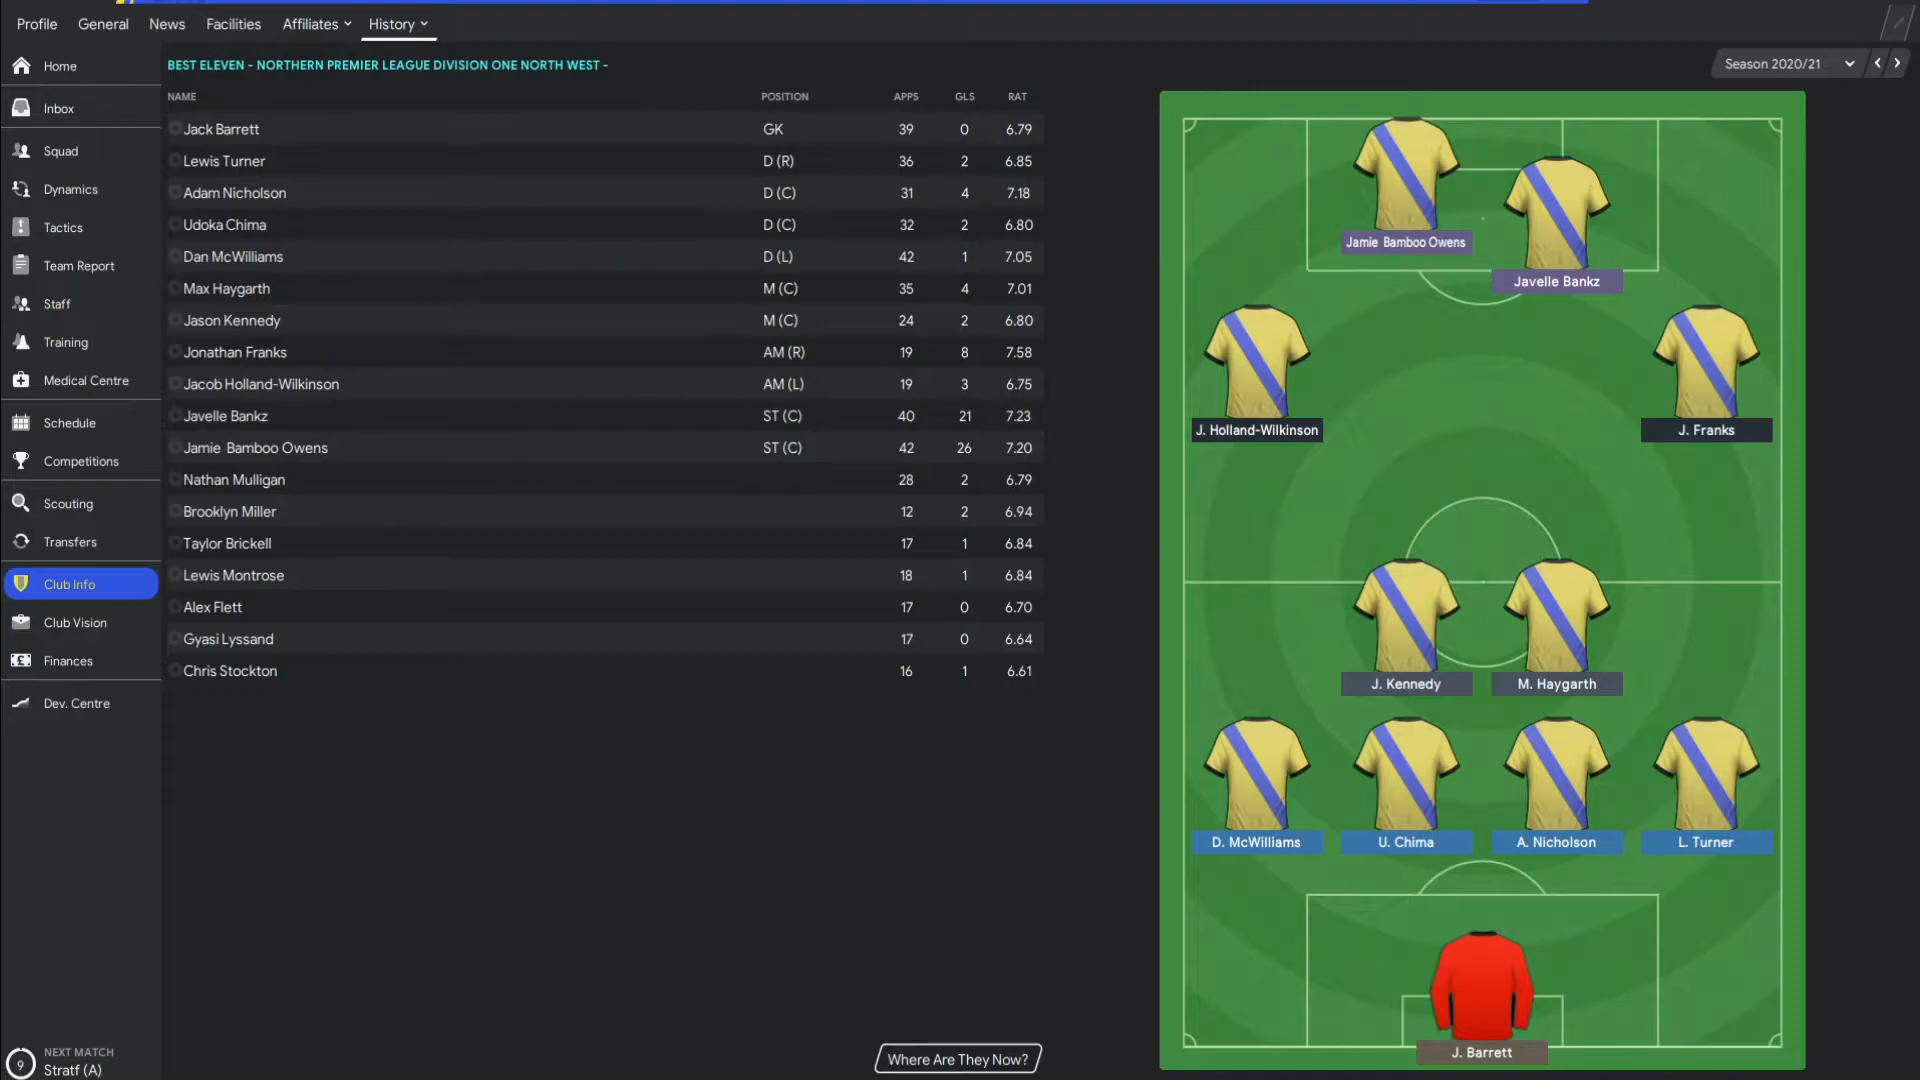 Profile General News Facilities Affiliates History
BEST ELEVEN - NORTHERN PREMIER LEAGUE DIVISION ONE NORTH WEST -
Season 2020/21
Home
Inbox
Squad
Dynamics
Tactics
Team Report
Staff
Training
Medical Centre
Schedule
Competitions
Scouting
Transfers
Club Info
Club Vision
Finances
Dev. Centre
9
NEXT MATCH
Stratf (A)
NAME POSITION APPS GLS RAT
Jack Barrett GK 39 0 6.79
Lewis Turner D (R) 36 2 6.85
Adam Nicholson D (C) 31 4 7.18
Udoka Chima D (C) 32 2 6.80
Dan McWilliams D (L) 42 1 7.05
Max Haygarth M (C) 35 4 7.01
Jason Kennedy M (C) 24 2 6.80
Jonathan Franks AM (R) 19 8 7.58
Jacob Holland-Wilkinson AM (L) 19 3 6.75
Javelle Bankz ST (C) 40 21 7.23
Jamie Bamboo Owens ST (C) 42 26 7.20
Nathan Mulligan 28 2 6.79
Brooklyn Miller 12 2 6.94
Taylor Brickell 17 1 6.84
Lewis Montrose 18 1 6.84
Alex Flett 17 0 6.70
Gyasi Lyssand 17 0 6.64
Chris Stockton 16 1 6.61
Where Are They Now?
Jamie Bamboo Owens
Javelle Bankz
J. Holland-Wilkinson J. Franks
J. Kennedy M. Haygarth
D. McWilliams U. Chima A. Nicholson L. Turner
J. Barrett